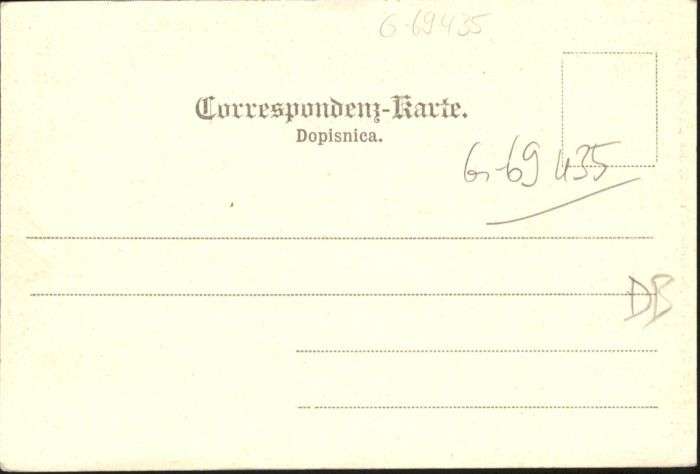 G-69435
Correspondenz-Karte.
Dopisnica.
G-69435
DB